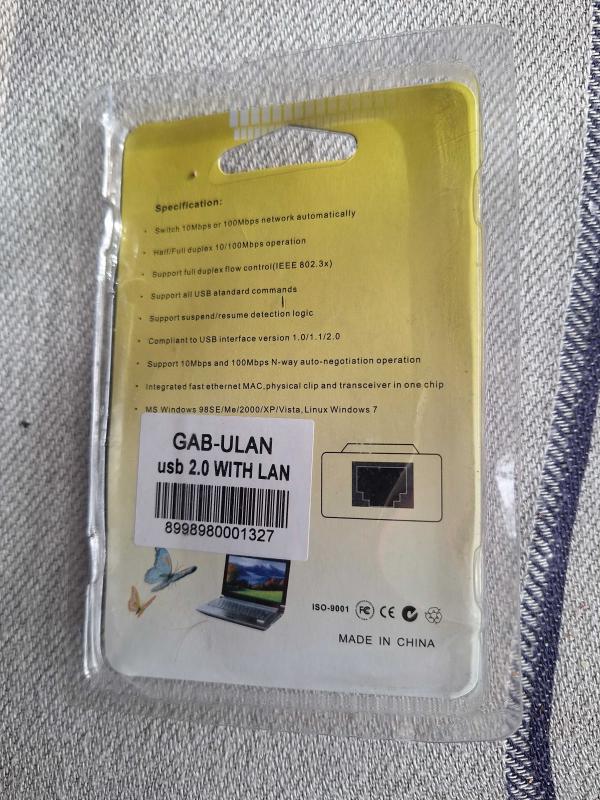 Specification:
· Switch 10Mbps or 100Mbps network automatically
· Half/Full duplex 10/100Mbps operation
· Support full duplex flow control(IEEE 802.3x)
· Support all USB atandard commands
· Support suspend/resume detection logic
· Compliant to USB interface version 1.0/1.1/2.0
· Support 10Mbps and 100Mbps N-way auto-negotiation operation
· Integrated fast ethernet MAC,physical clip and transceiver in one chip
· MS Windows 98SE/Me/2000/XP/Vista,Linux Windows 7
GAB-ULAN
usb 2.0 WITH LAN
8998980001327
ISO-9001 FC CE
MADE IN CHINA